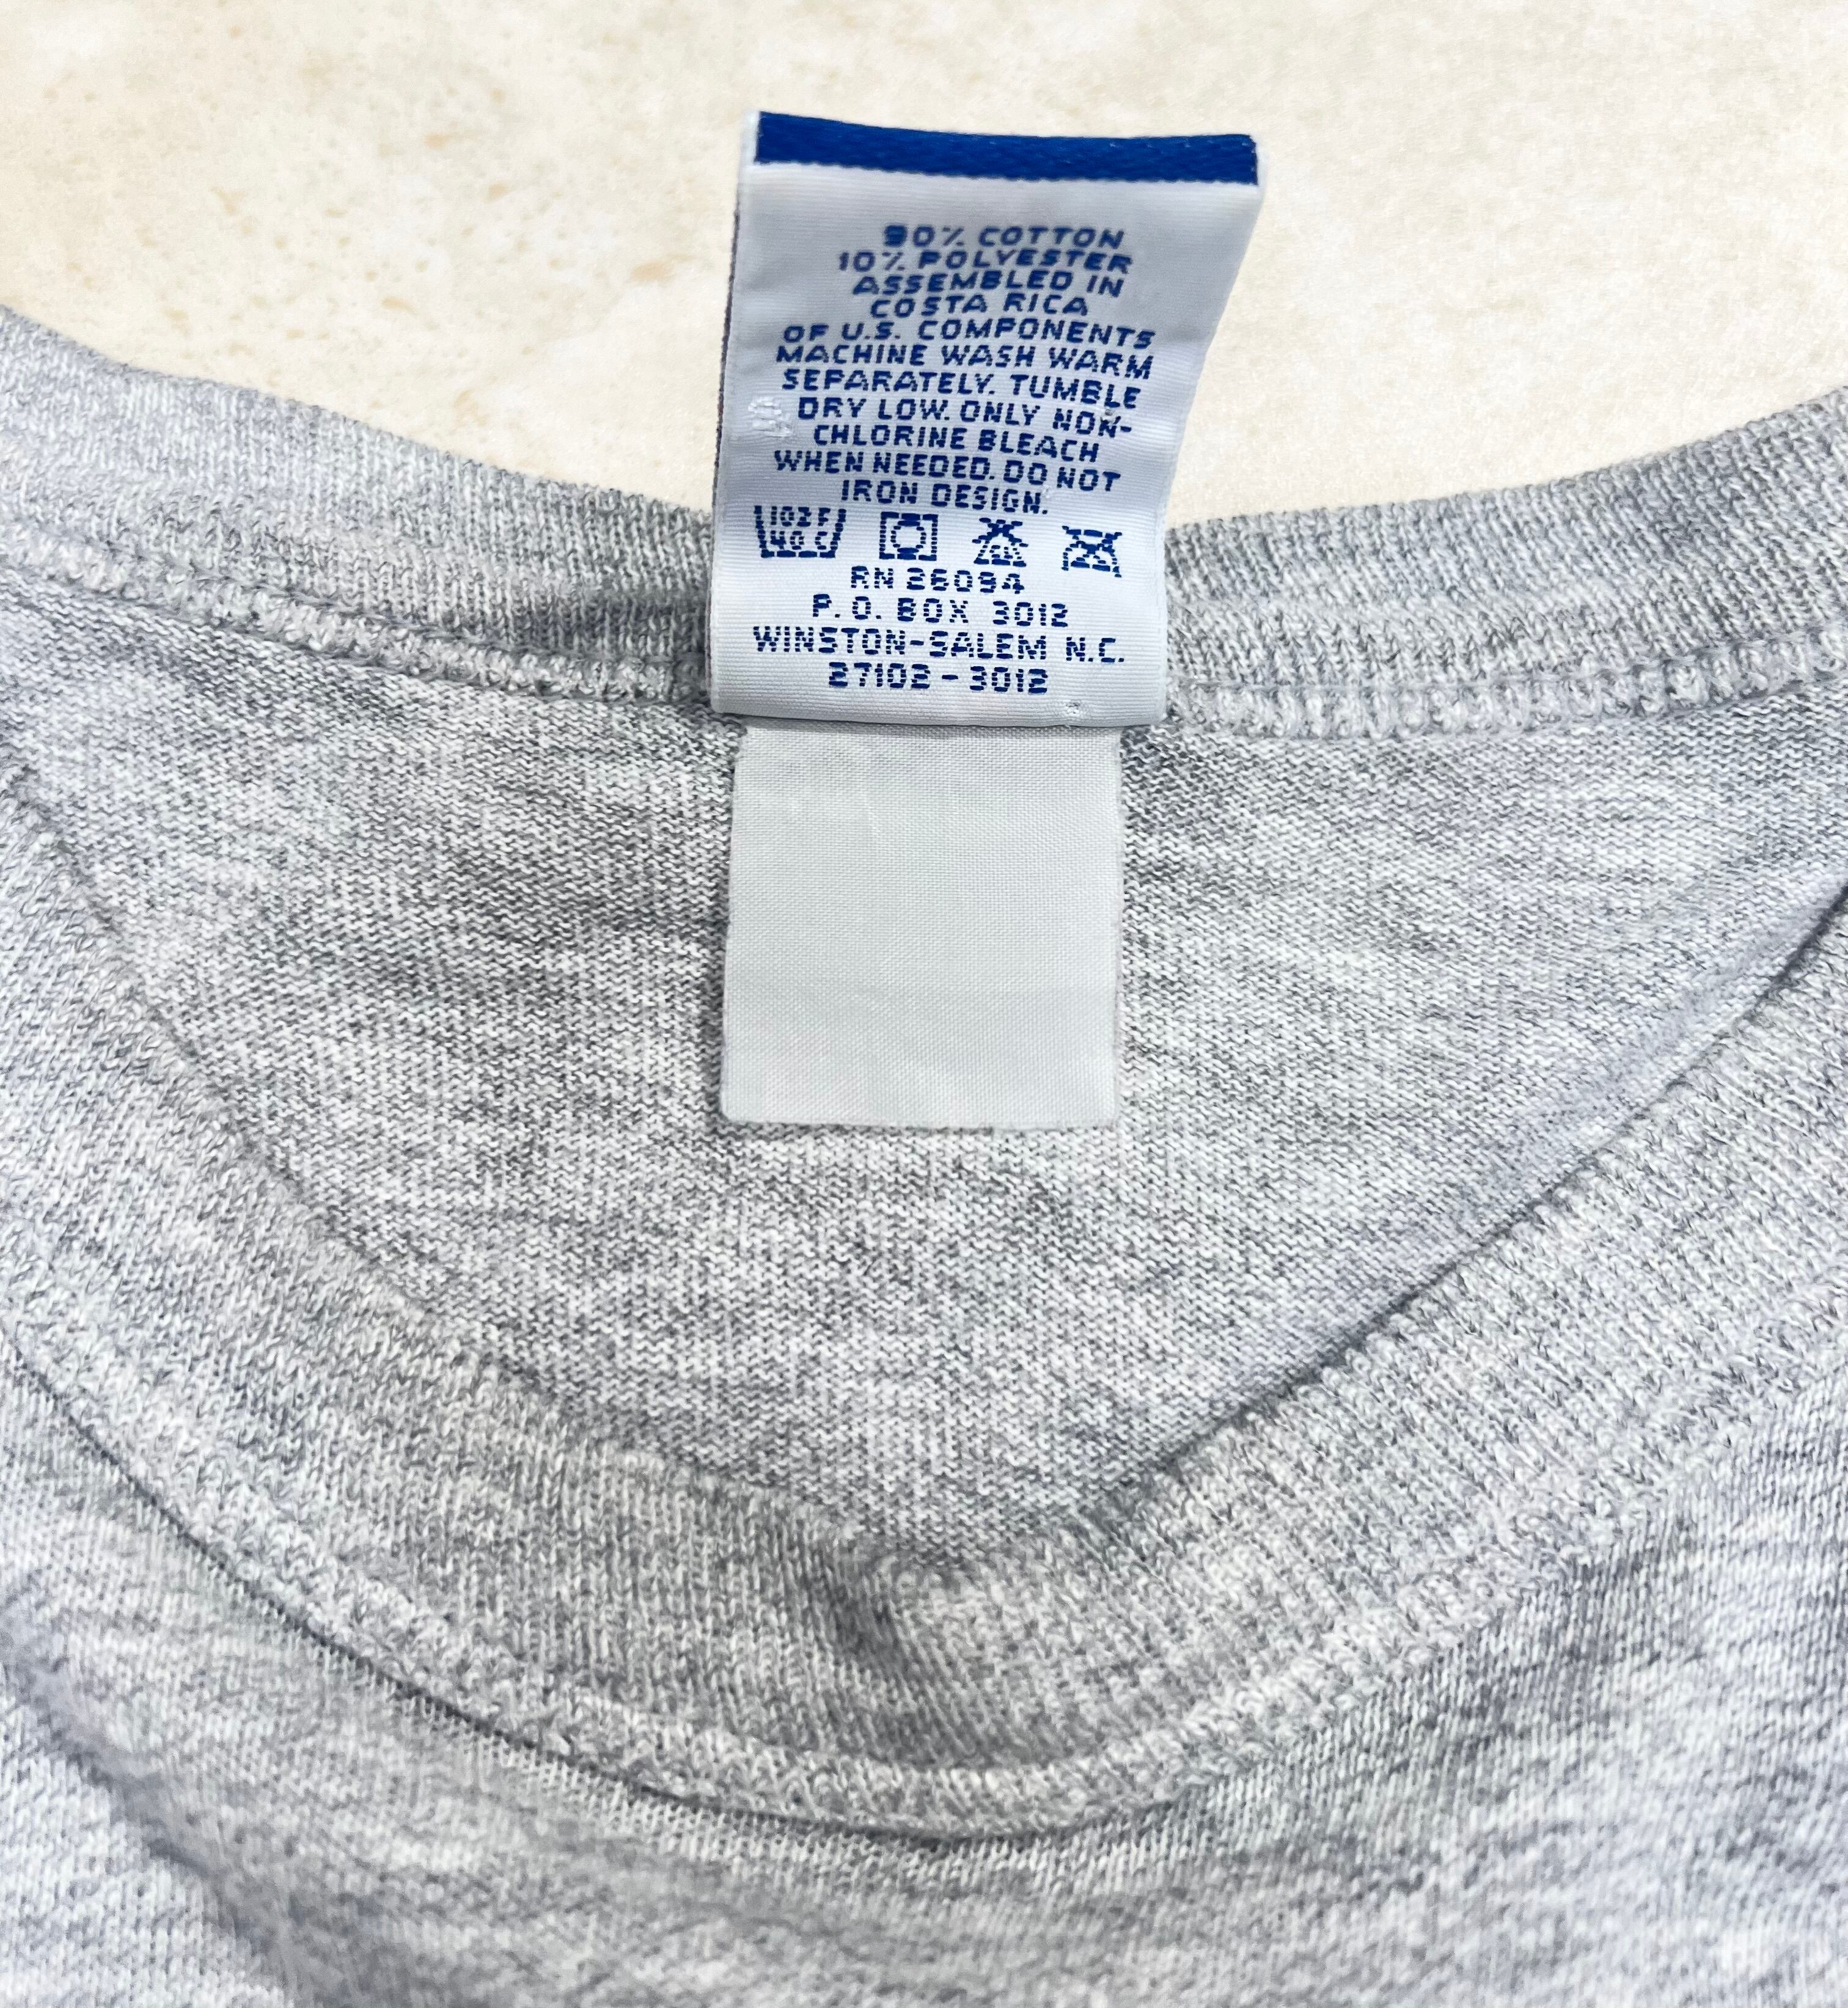 90% COTTON
10% POLYESTER
ASSEMBLED IN
COSTA RICA
OF U.S. COMPONENTS
MACHINE WASH WARM
SEPARATELY. TUMBLE
DRY LOW. ONLY NON-
CHLORINE BLEACH
WHEN NEEDED. DO NOT
IRON DESIGN.
102 F
40 C
CL
RN 26094
P.O. BOX 3012
WINSTON-SALEM N.C.
27102-3012